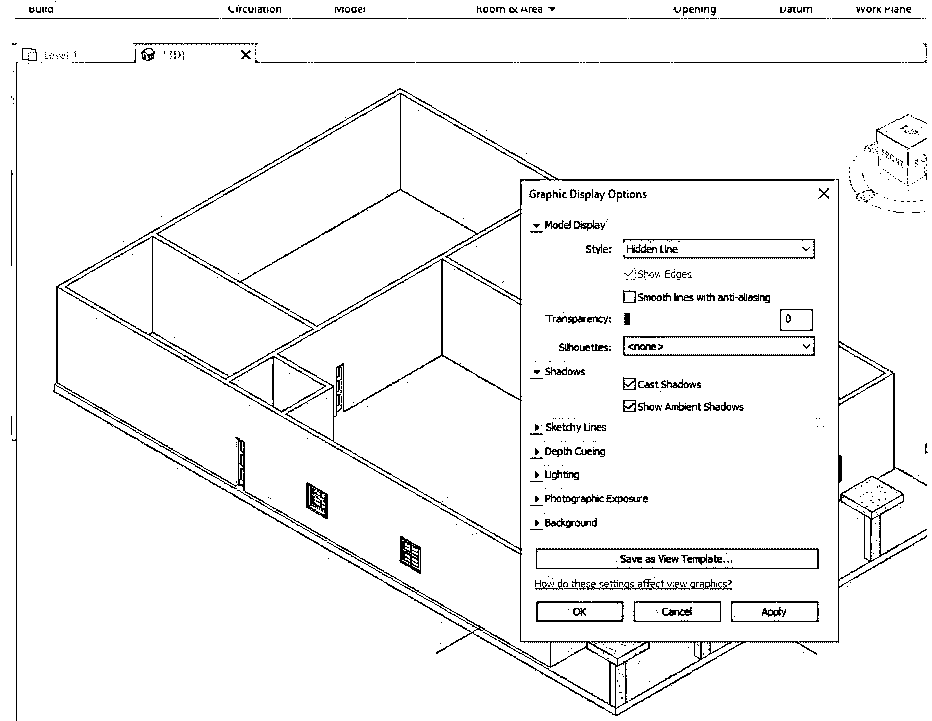 Build Circulation Model Room & Area Opening Datum Work Plane
Level 1
FRONT
Graphic Display Options
Model Display
Style: Hidden Line
Show Edges
Smooth lines with anti-aliasing
Transparency: 0
Silhouettes: <none>
Shadows
Cast Shadows
Show Ambient Shadows
Sketchy Lines
Depth Cueing
Lighting
Photographic Exposure
Background
Save as View Template...
How do these settings affect view graphics?
OK Cancel Apply